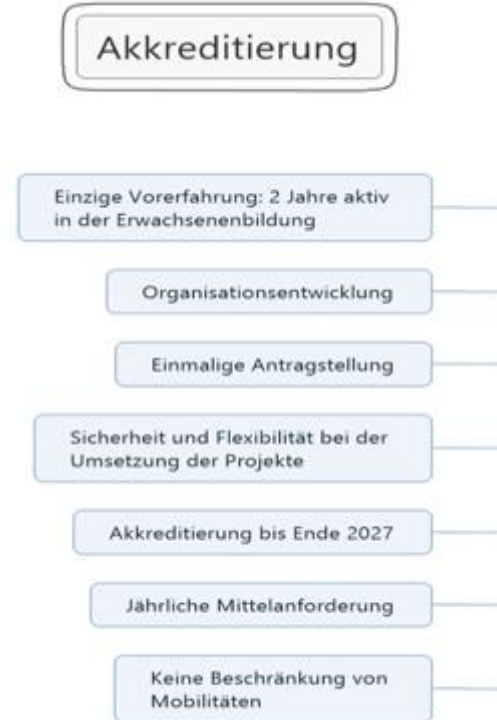 Akkreditierung
Einzige Vorerfahrung: 2 Jahre aktiv
in der Erwachsenenbildung
Organisationsentwicklung
Einmalige Antragstellung
Sicherheit und Flexibilität bei der
Umsetzung der Projekte
Akkreditierung bis Ende 2027
Jährliche Mittelanforderung
Keine Beschränkung von
Mobilitäten